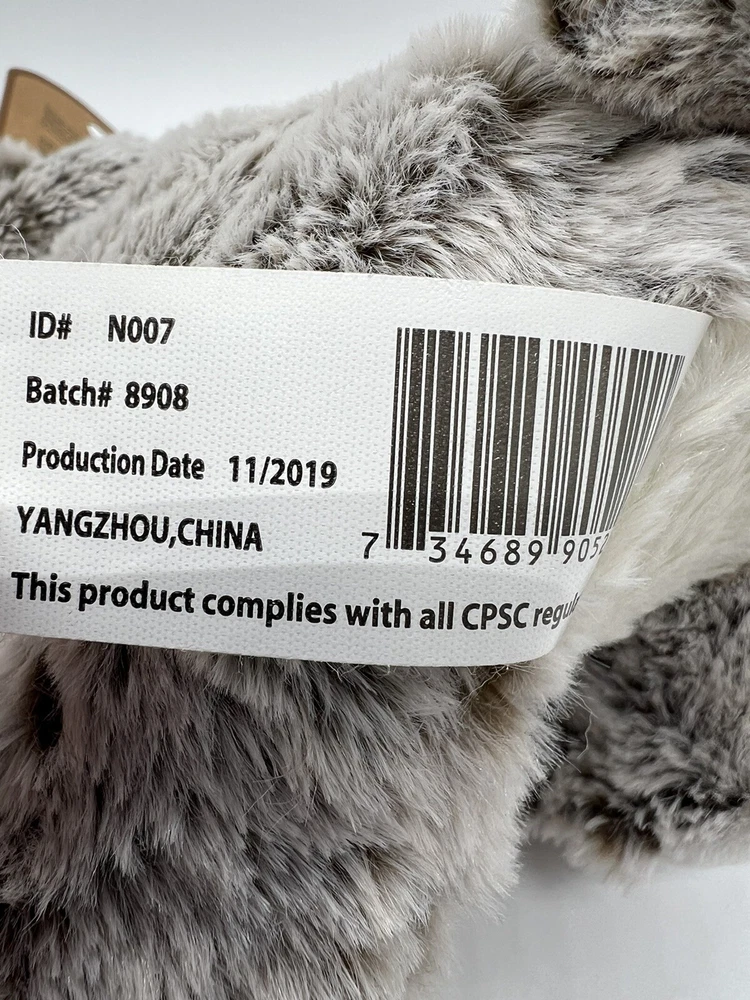 ID# N007
Batch# 8908
Production Date 11/2019
YANGZHOU,CHINA
7 34689 905
This product complies with all CPSC